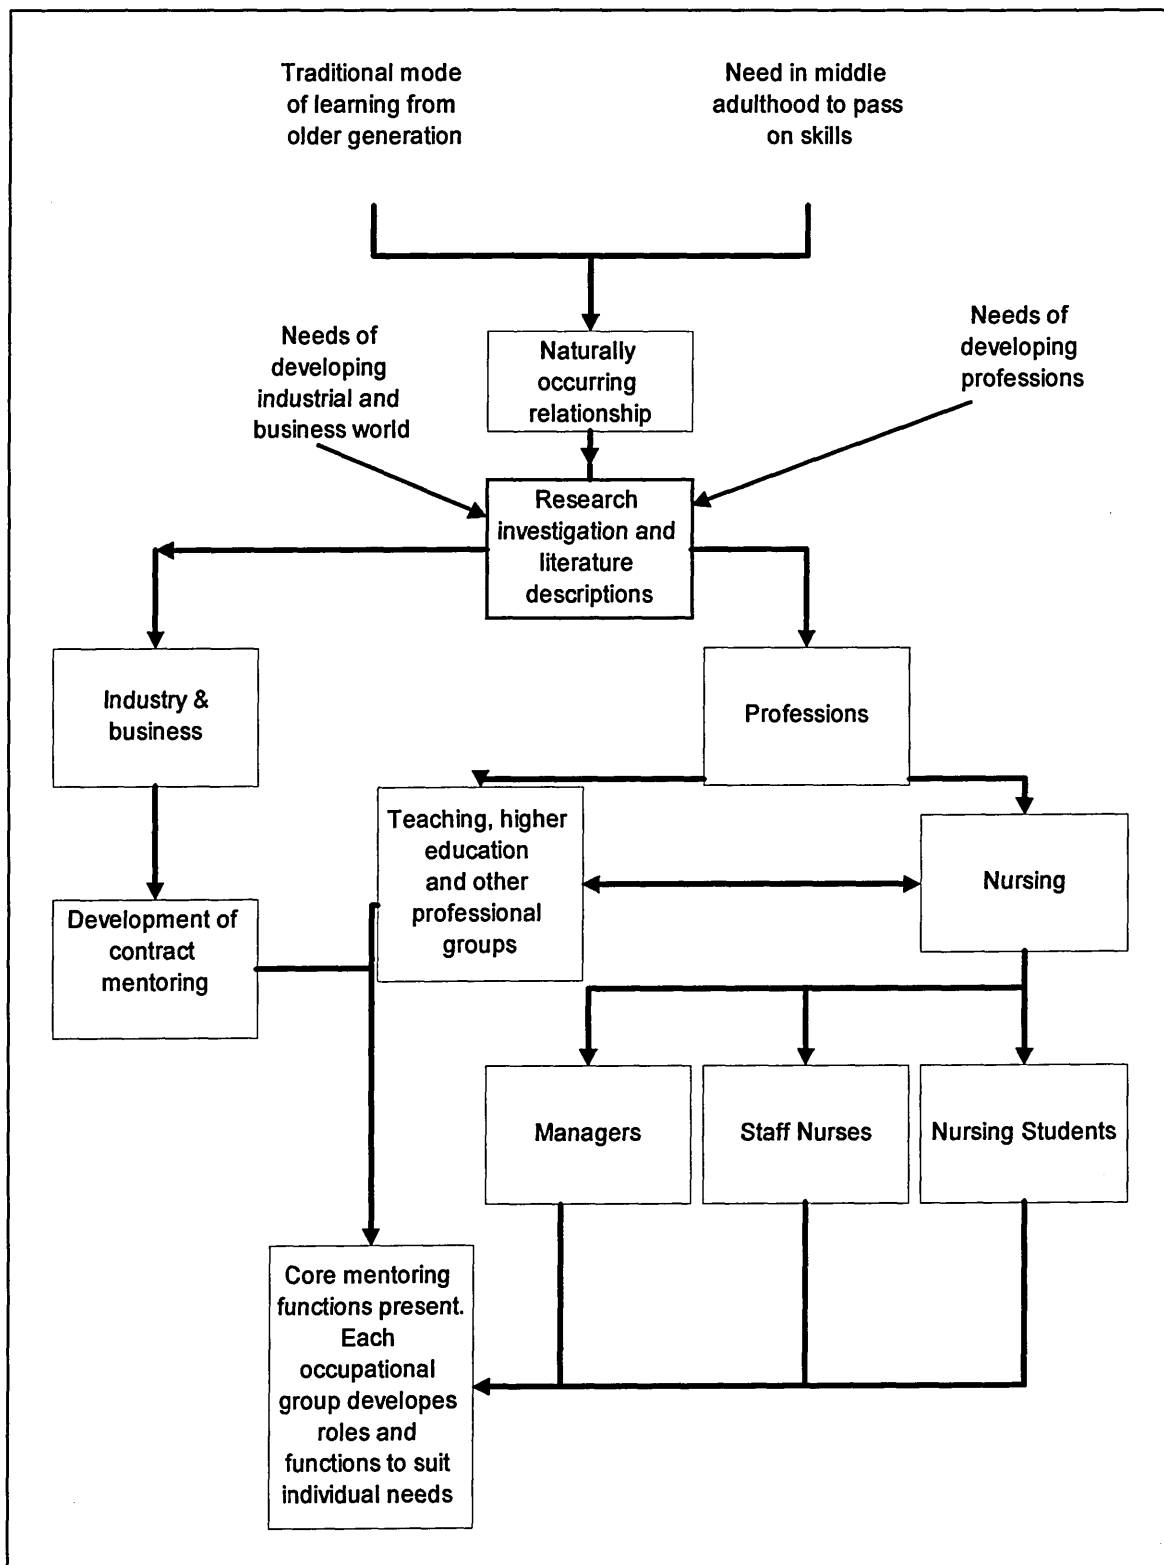 Traditional mode
of learning from
older generation
Need in middle
adulthood to pass
on skills
Needs of
developing
industrial and
business world
Naturally
occurring
relationship
Needs of
developing
professions
Research
investigation and
literature
descriptions
Industry &
business
Professions
Teaching, higher
education
and other
professional
groups
Nursing
Development of
contract
mentoring
Managers
Staff Nurses
Nursing Students
Core mentoring
functions present.
Each
occupational
group developes
roles and
functions to suit
individual needs